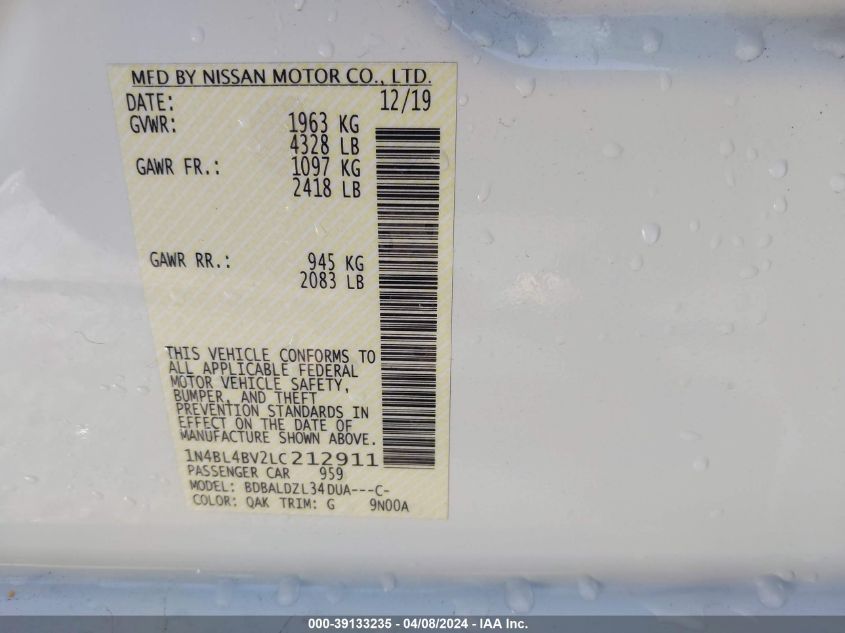 MFD BY NISSAN MOTOR CO., LTD.
DATE: 12/19
GVWR: 1963 KG
4328 LB
GAWR FR.: 1097 KG
2418 LB
GAWR RR.: 945 KG
2083 LB
THIS VEHICLE CONFORMS TO
ALL APPLICABLE FEDERAL
MOTOR VEHICLE SAFETY,
BUMPER, AND THEFT
PREVENTION STANDARDS IN
EFFECT ON THE DATE OF
MANUFACTURE SHOWN ABOVE.
1N4BL4BV2LC212911
PASSENGER CAR 959
MODEL: BDBALDZL34DUA---C-
COLOR: QAK TRIM: G 9N00A
000-39133235 - 04/08/2024 - IAA Inc.